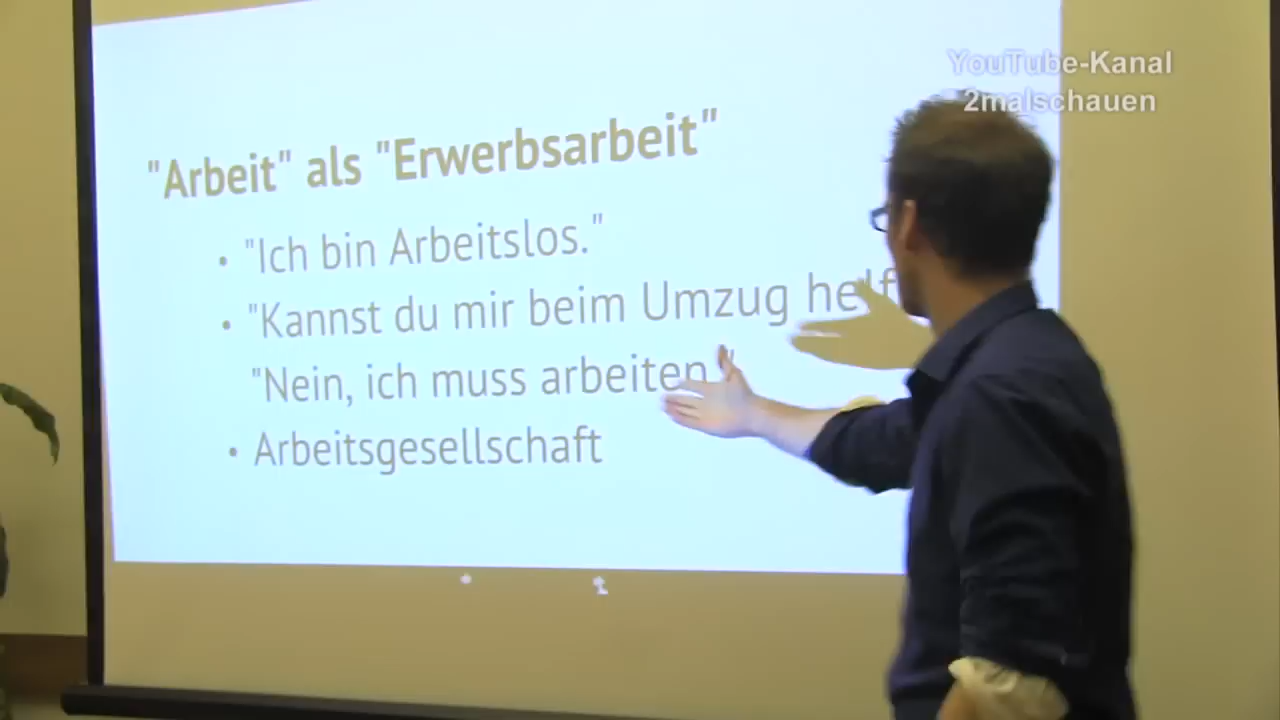 YouTube-Kanal
2malschauen
"Arbeit" als "Erwerbsarbeit"
• "Ich bin Arbeitslos."
• "Kannst du mir beim Umzug helf
"Nein, ich muss arbeiten."
• Arbeitsgesellschaft